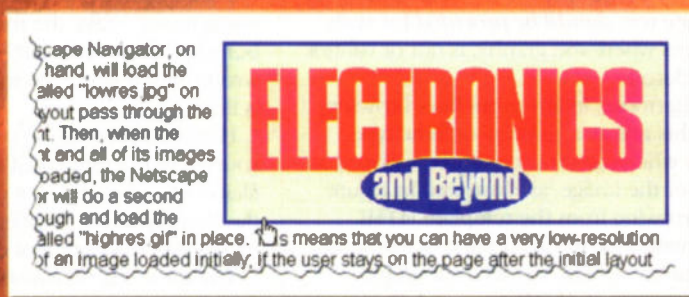 scape Navigator, on
hand, will load the
alled "lowres jpg" on
yout pass through the
nt. Then, when the
nt and all of its images
oaded, the Netscape
or will do a second
ough and load the
alled "highres gif" in place. This means that you can have a very low-resolution
of an image loaded initially; if the user stays on the page after the initial layout
ELECTRONICS
and Beyond